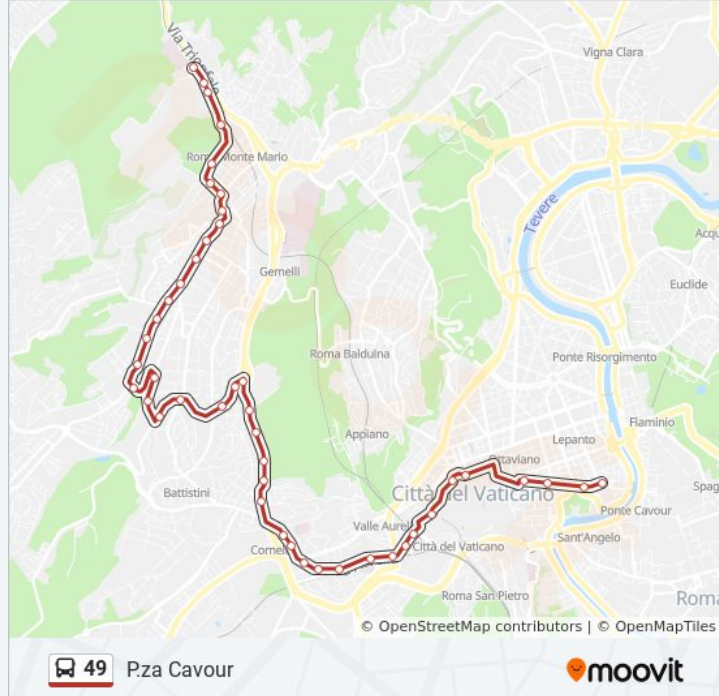 Via Trionfale
Vigna Clara
Roma Monte Mario
Tevere
Acqu
Gemelli
Euclide
Roma Balduina
Ponte Risorgimento
Appiano
Flaminio
Lepanto
Ottaviano
Spag
Battistini
Città del Vaticano
Ponte Cavour
Valle Aurel
Sant'Angelo
Cornel
Città del Vaticano
Roma San Pietro
Roma
© OpenStreetMap contributors | © OpenMapTiles
49 P.za Cavour
moovit